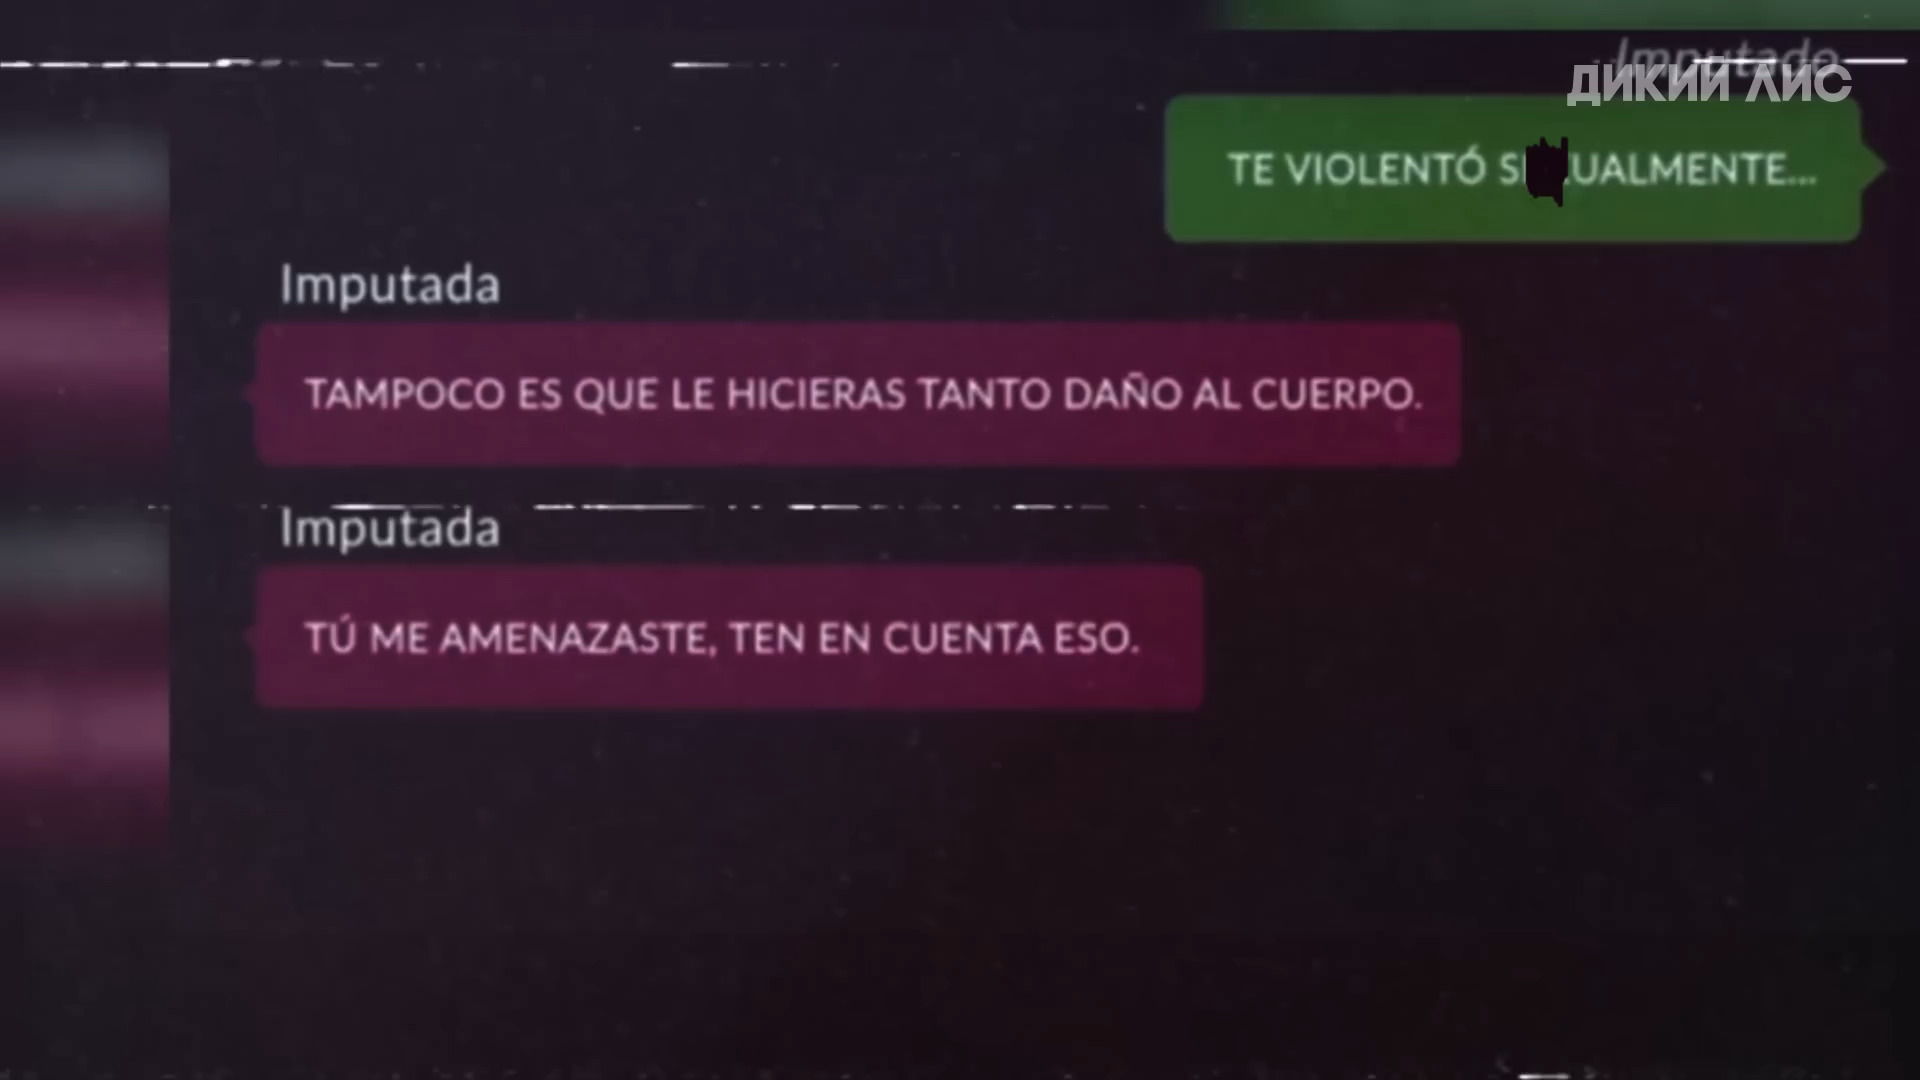 Imputado
ДИКИЙ ЛИС
TE VIOLENTÓ S UALMENTE...
Imputada
TAMPOCO ES QUE LE HICIERAS TANTO DAÑO AL CUERPO.
Imputada
TÚ ME AMENAZASTE, TEN EN CUENTA ESO.